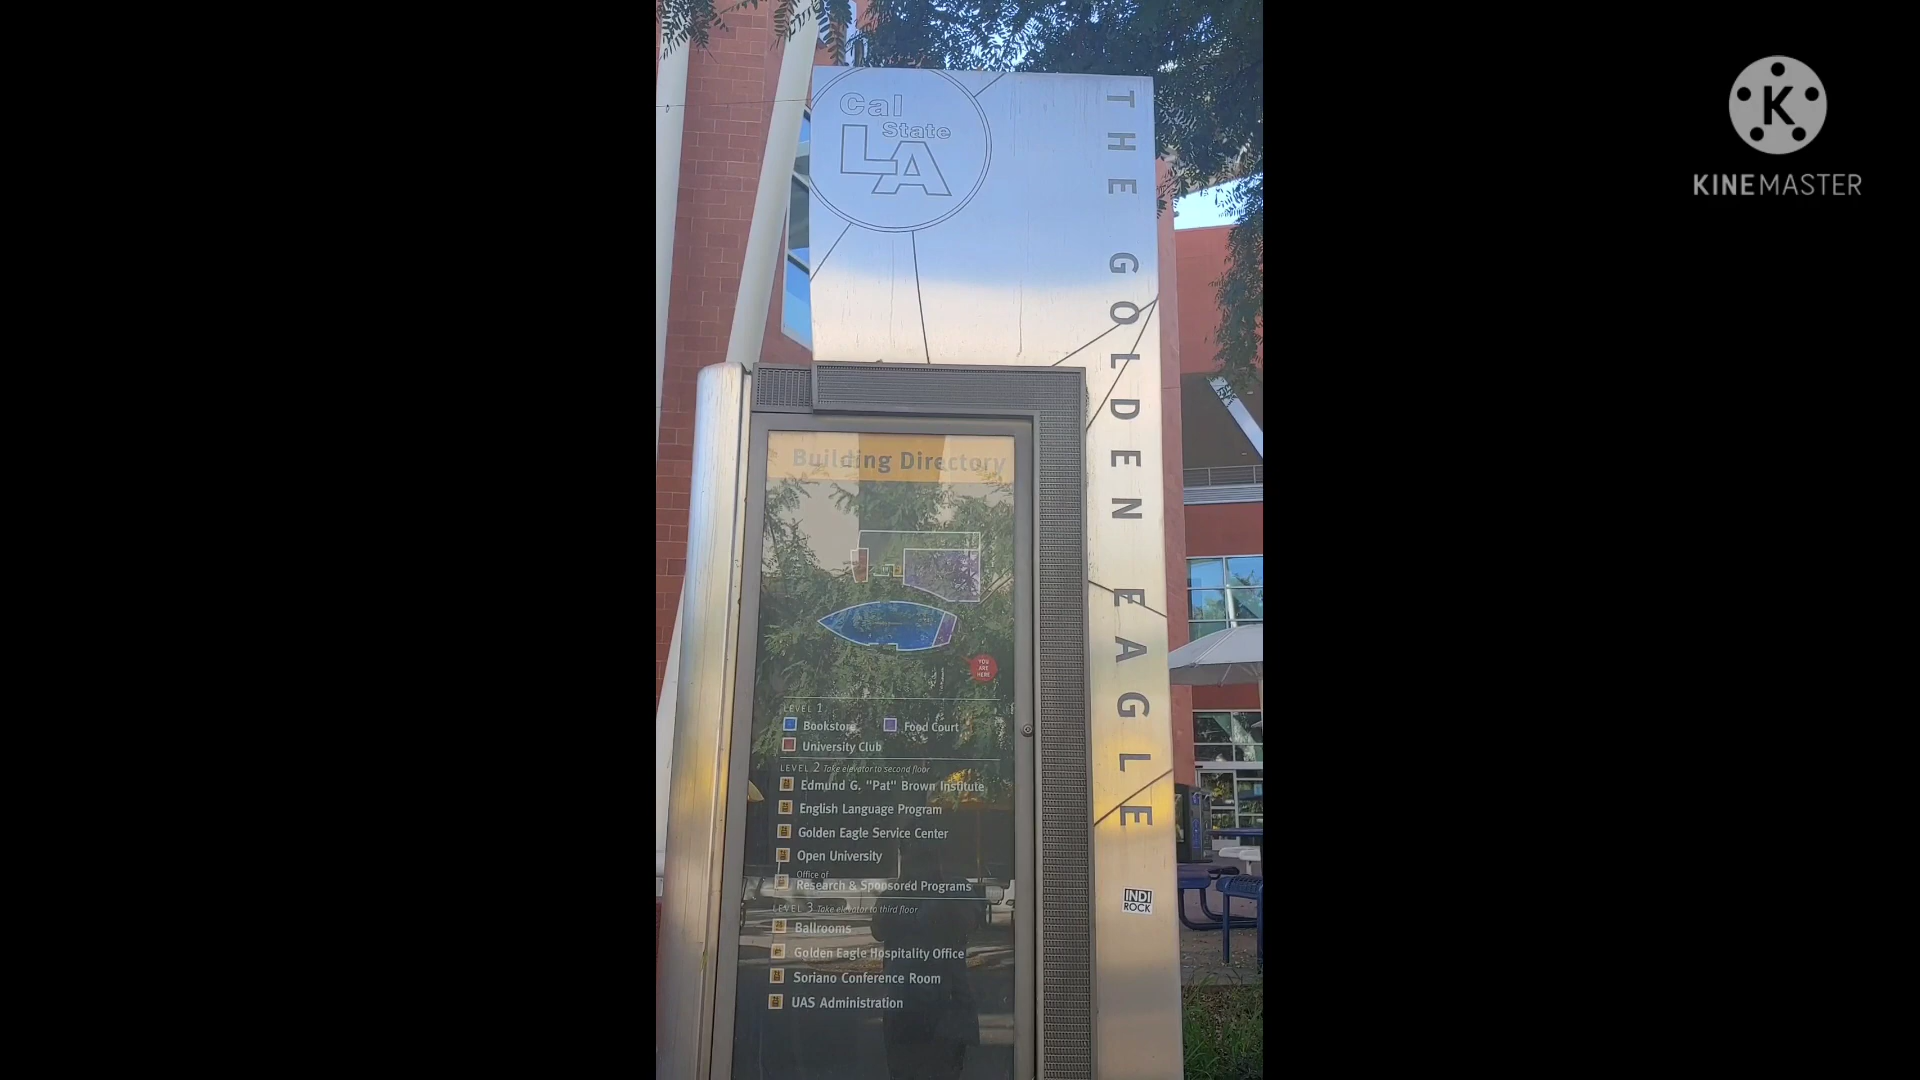 Cal
State
LA
THE GOLDEN EAGLE
KINEMASTER
Building Directory
YOU
ARE
HERE
LEVEL 1
Bookstore
Food Court
University Club
LEVEL 2 Take elevator to second floor
Edmund G. "Pat" Brown Institute
English Language Program
Golden Eagle Service Center
Open University
Office of
Research & Sponsored Programs
LEVEL 3 Take elevator to third floor
Ballrooms
Golden Eagle Hospitality Office
Soriano Conference Room
UAS Administration
INDI
ROCK